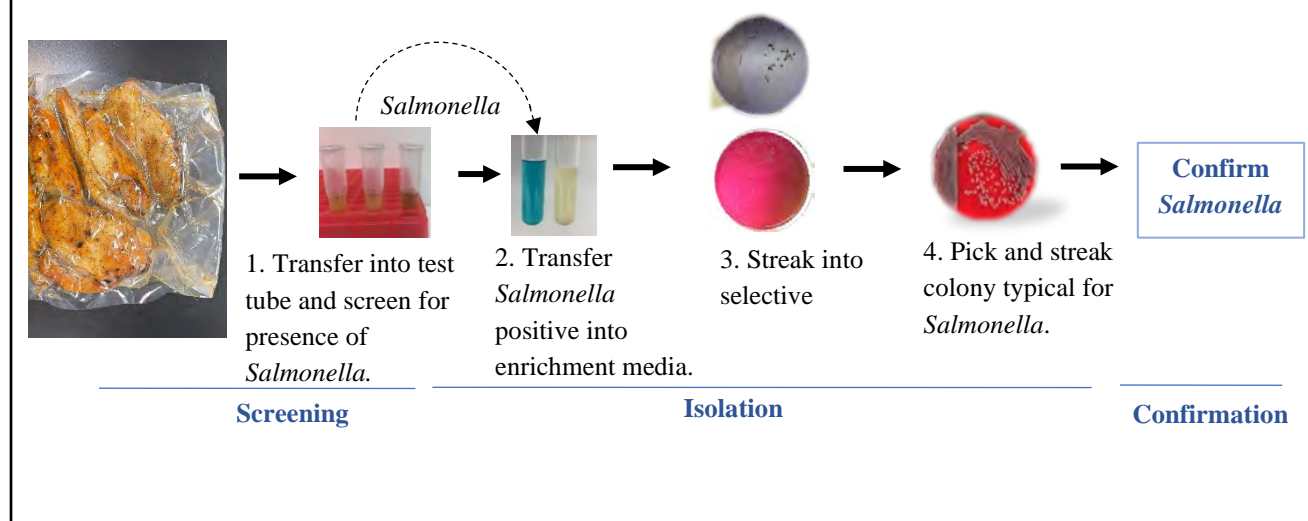 Salmonella
1. Transfer into test
tube and screen for
presence of
Salmonella.
2. Transfer
Salmonella
positive into
enrichment media.
3. Streak into
selective
4. Pick and streak
colony typical for
Salmonella.
Confirm
Salmonella
Screening
Isolation
Confirmation